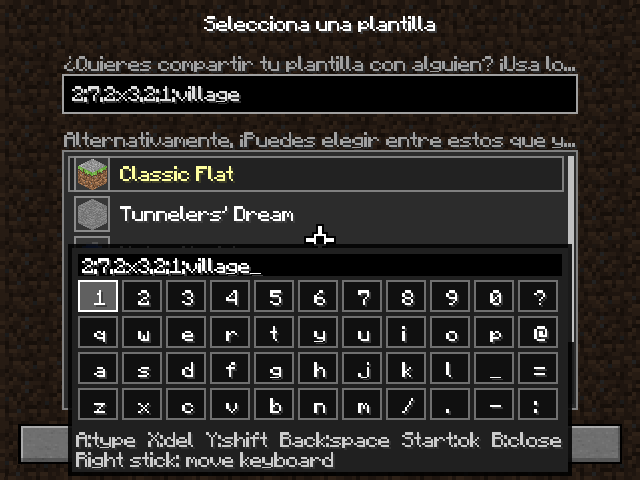 Selecciona una plantilla
¿Quieres compartir tu plantilla con alguien? ¡Usa lo...
2;7,2x3,2;1;village
Alternativamente, ¡Puedes elegir entre estos que y...
Classic Flat
Tunnelers' Dream
2;7,2x3,2;1;village_
1 2 3 4 5 6 7 8 9 0 ?
q w e r t y u i o p @
a s d f g h j k l _ =
z x c v b n m / . - :
A:type X:del Y:shift Back:space Start:ok B:close
Right stick: move keyboard